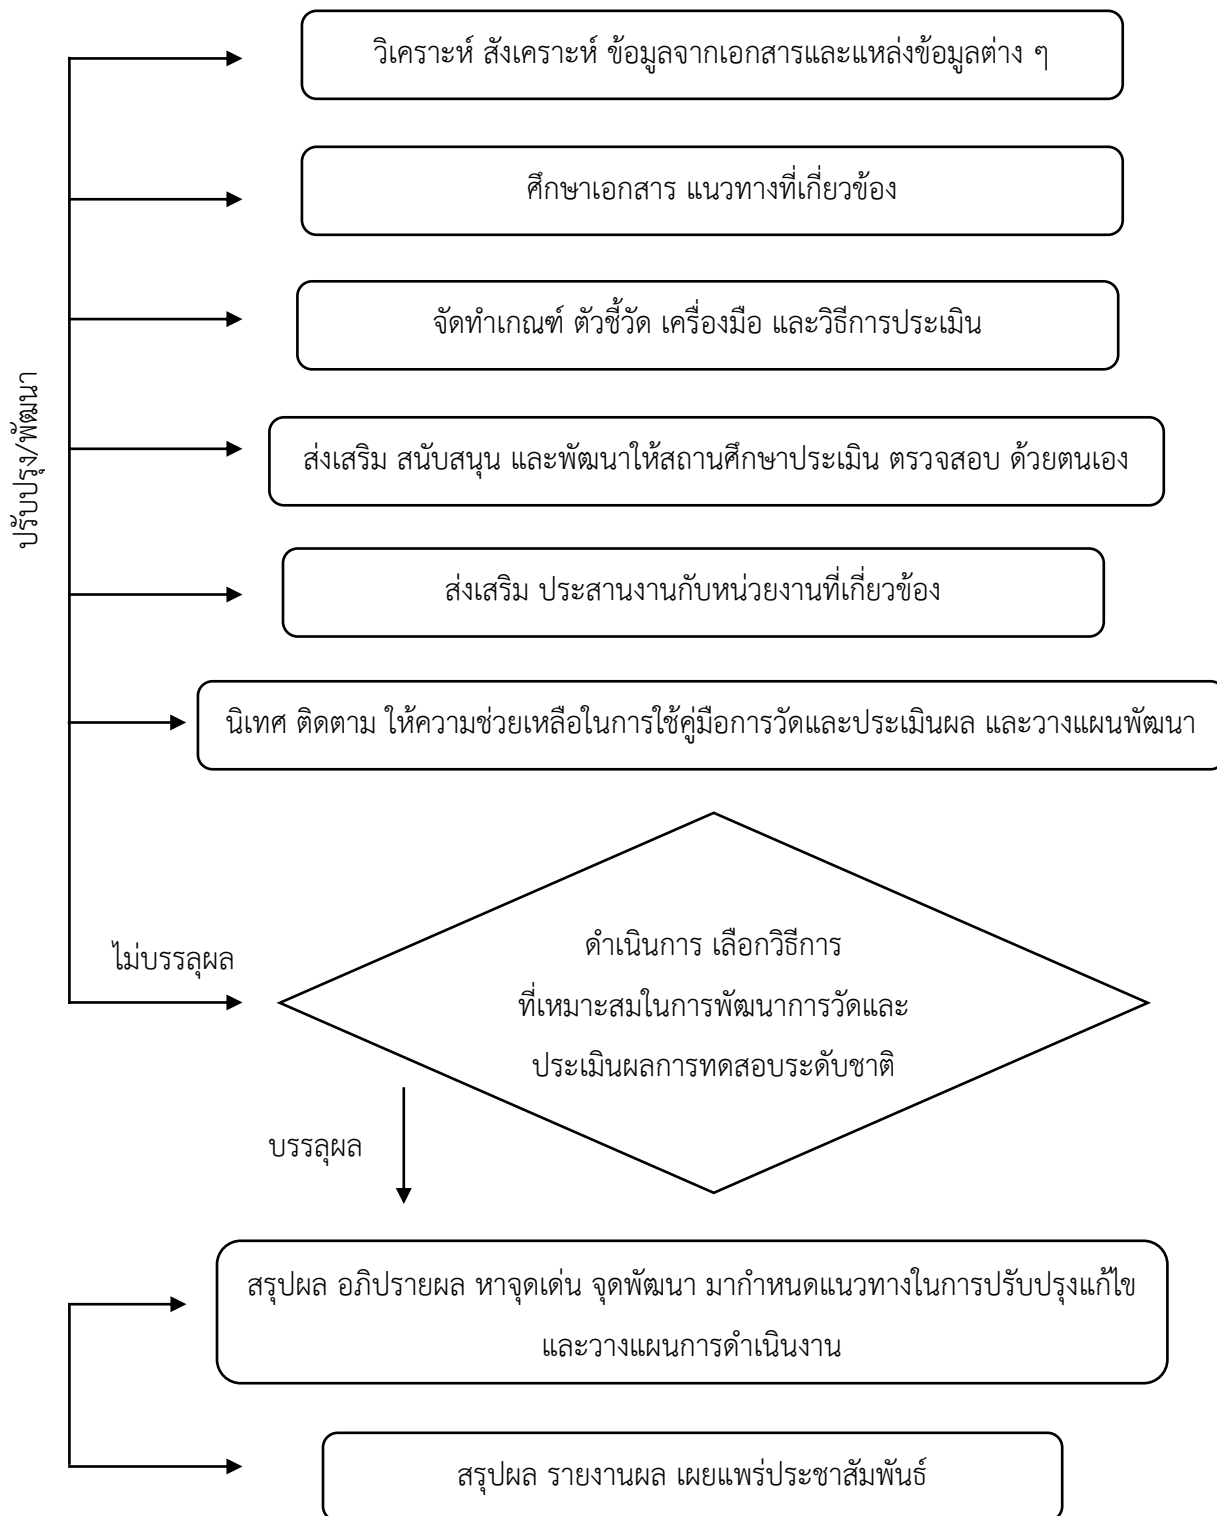 วิเคราะห์ สังเคราะห์ ข้อมูลจากเอกสารและแหล่งข้อมูลต่าง ๆ
ศึกษาเอกสาร แนวทางที่เกี่ยวข้อง
จัดทำเกณฑ์ ตัวชี้วัด เครื่องมือ และวิธีการประเมิน
ปรับปรุง/พัฒนา
ส่งเสริม สนับสนุน และพัฒนาให้สถานศึกษาประเมิน ตรวจสอบ ด้วยตนเอง
ส่งเสริม ประสานงานกับหน่วยงานที่เกี่ยวข้อง
นิเทศ ติดตาม ให้ความช่วยเหลือในการใช้คู่มือการวัดและประเมินผล และวางแผนพัฒนา
ไม่บรรลุผล
ดำเนินการ เลือกวิธีการ
ที่เหมาะสมในการพัฒนาการวัดและ
ประเมินผลการทดสอบระดับชาติ
บรรลุผล
สรุปผล อภิปรายผล หาจุดเด่น จุดพัฒนา มากำหนดแนวทางในการปรับปรุงแก้ไข
และวางแผนการดำเนินงาน
สรุปผล รายงานผล เผยแพร่ประชาสัมพันธ์